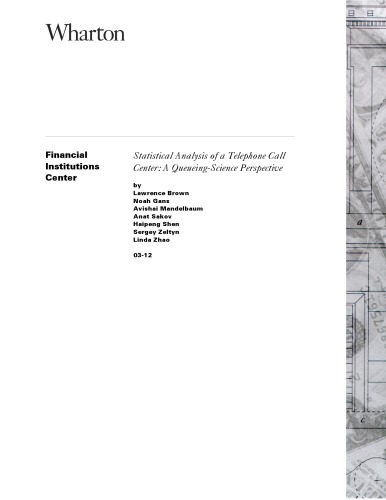 Wharton
Financial
Institutions
Center
Statistical Analysis of a Telephone Call
Center: A Queueing-Science Perspective
by
Lawrence Brown
Noah Gans
Avishai Mandelbaum
Anat Sakov
Haipeng Shen
Sergey Zeltyn
Linda Zhao
03-12
a
c